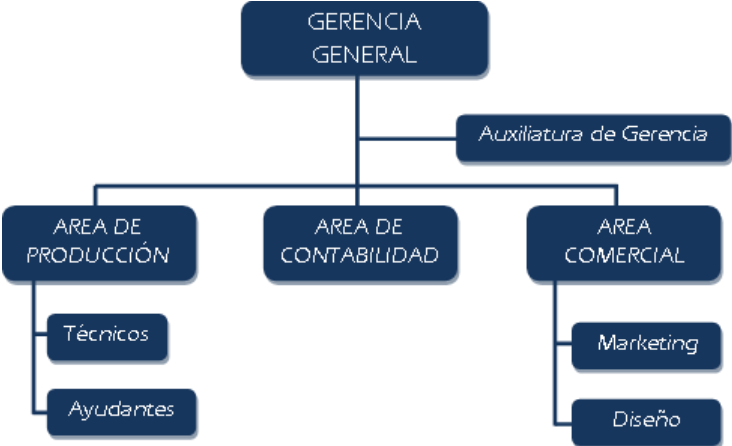 GERENCIA
GENERAL
Auxiliatura de Gerencia
AREA DE
PRODUCCIÓN
AREA DE
CONTABILIDAD
AREA
COMERCIAL
Técnicos
Ayudantes
Marketing
Diseño